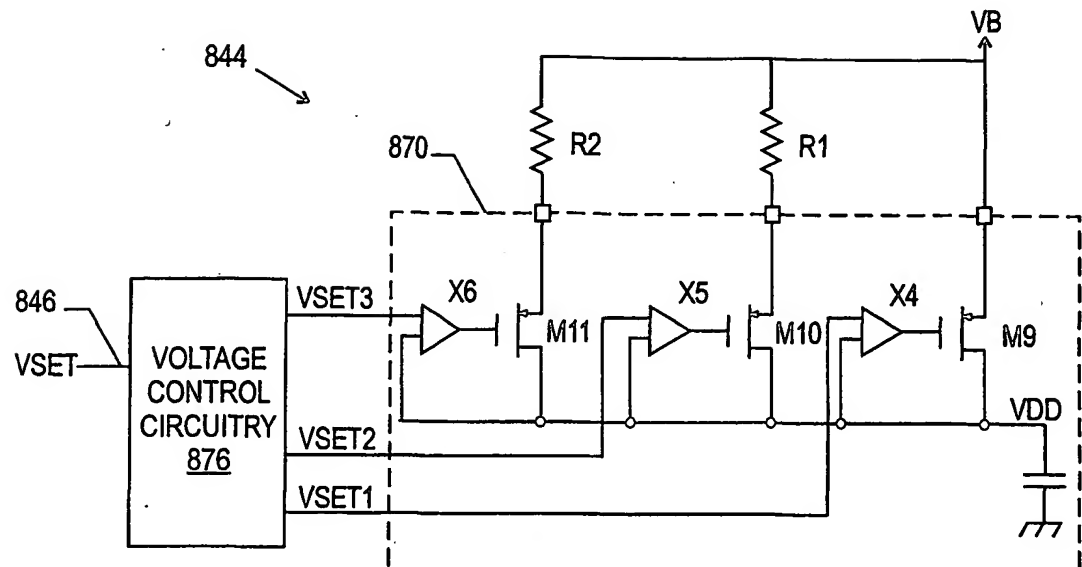 VB
844
R2
R1
870
846
VSET3
X6
X5
X4
M11
M10
M9
VSET
VOLTAGE
CONTROL
CIRCUITRY
876
VSET2
VDD
VSET1